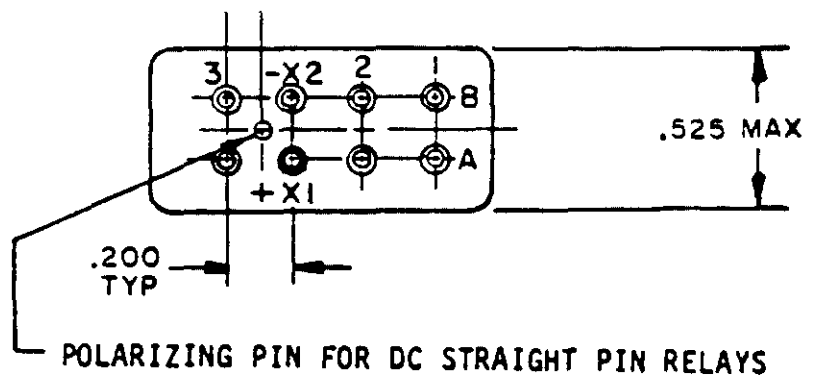 3 -X2 2 1
B
.525 MAX
A
+X1
.200
TYP
POLARIZING PIN FOR DC STRAIGHT PIN RELAYS